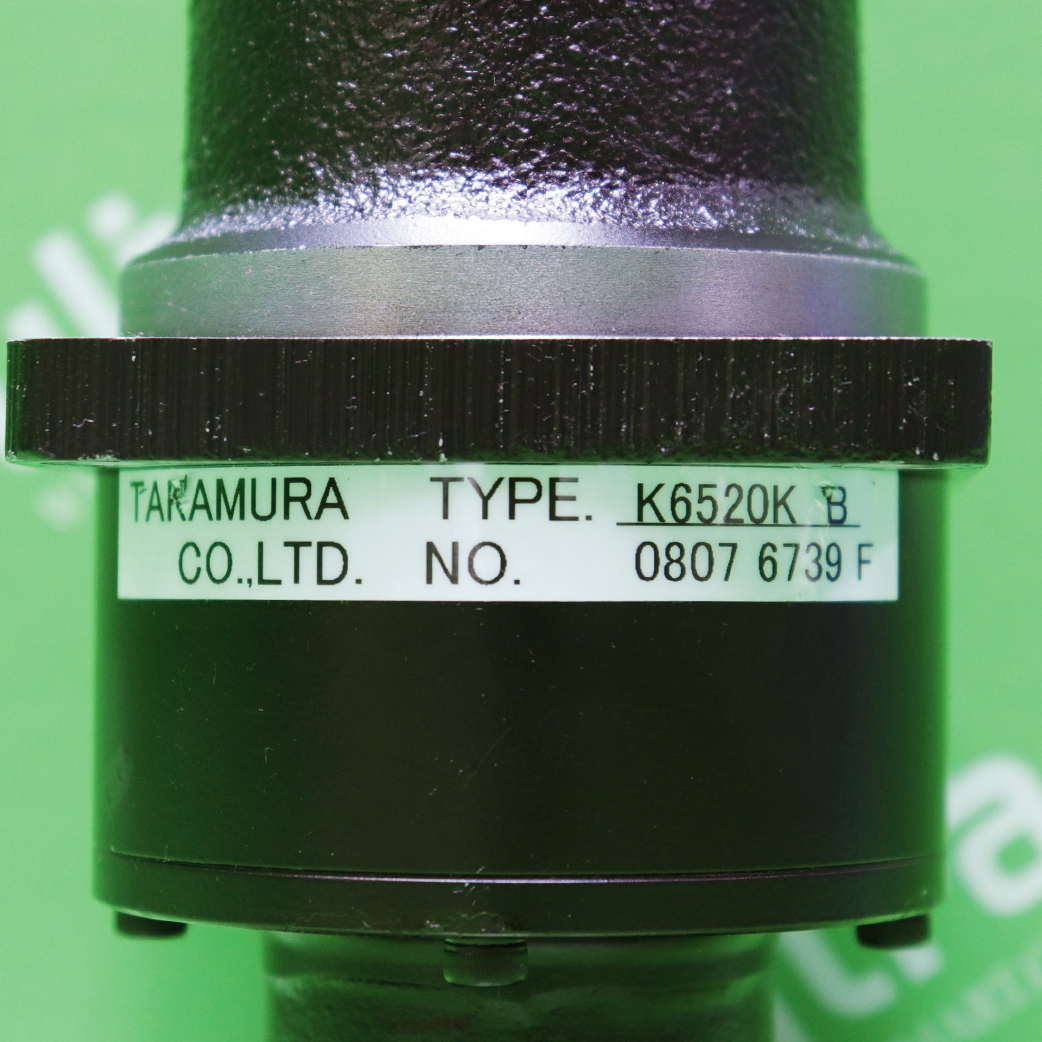 TAKAMURA TYPE. K6520K B
CO.,LTD. NO. 0807 6739 F